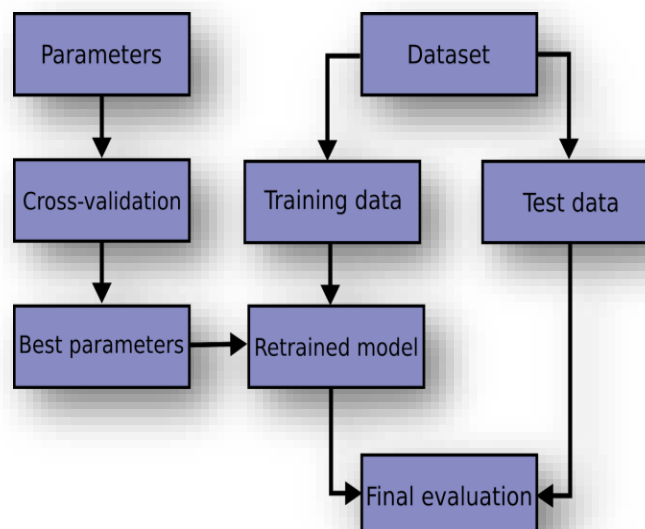 Parameters
Dataset
Cross-validation
Training data
Test data
Best parameters
Retrained model
Final evaluation